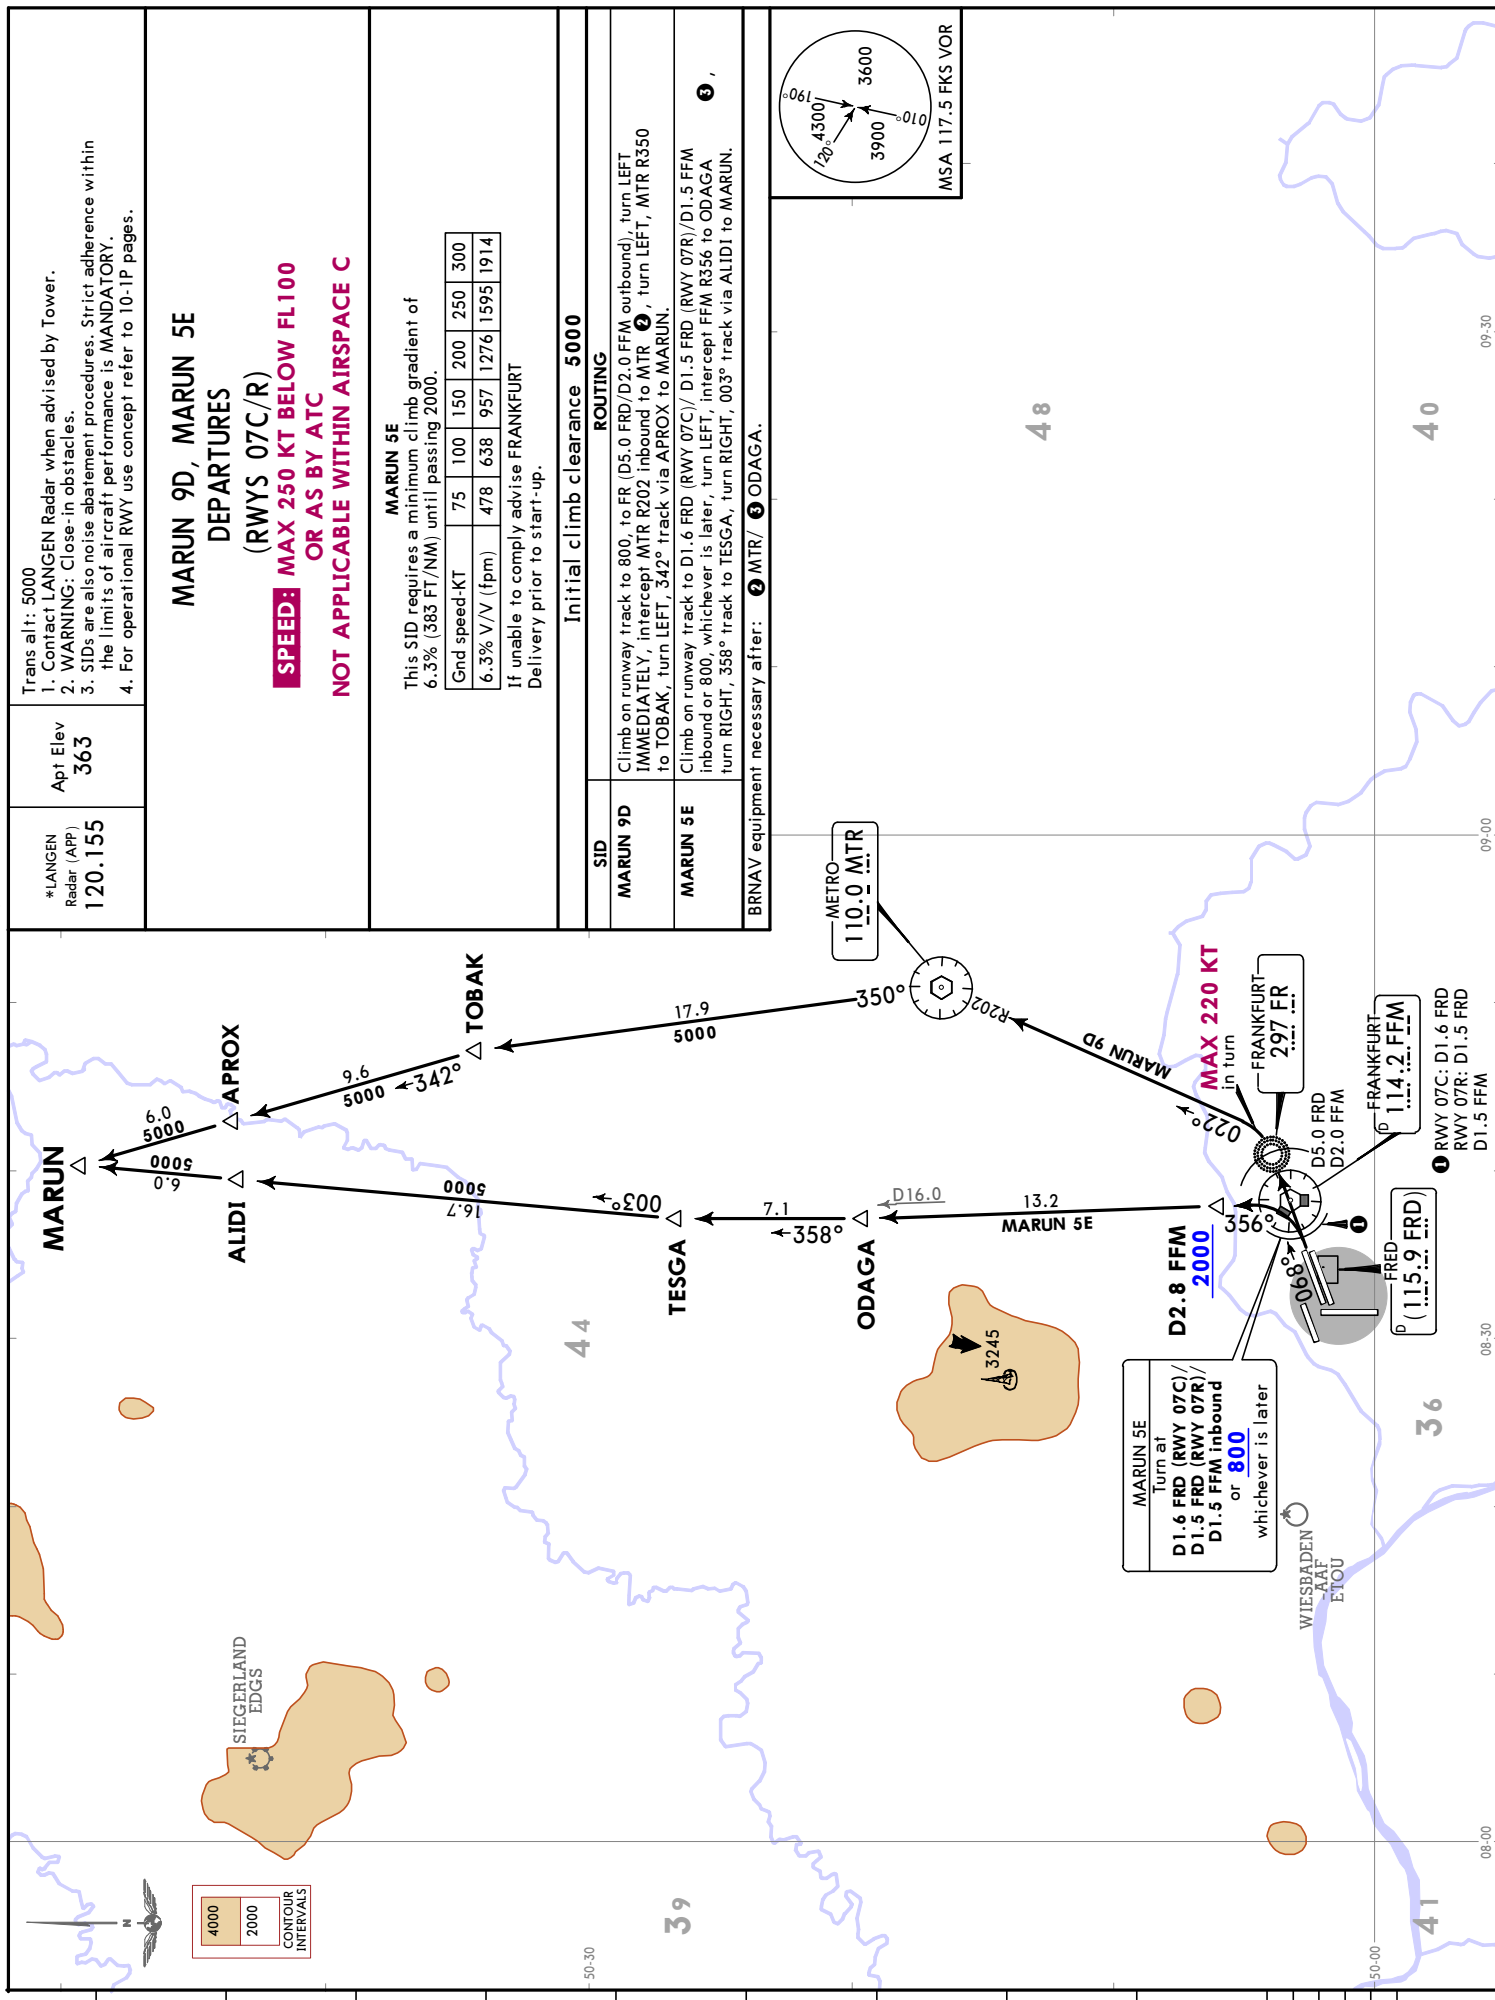 *LANGEN
Radar (APP)
120.155
Apt Elev
363
Trans alt: 5000
1. Contact LANGEN Radar when advised by Tower.
2. WARNING: Close-in obstacles.
3. SIDs are also noise abatement procedures. Strict adherence within
the limits of aircraft performance is MANDATORY.
4. For operational RWY use concept refer to 10-1P pages.
MARUN 9D, MARUN 5E
DEPARTURES
(RWYS 07C/R)
SPEED: MAX 250 KT BELOW FL100
OR AS BY ATC
NOT APPLICABLE WITHIN AIRSPACE C
MARUN 5E
This SID requires a minimum climb gradient of
6.3% (383 FT/NM) until passing 2000.
Gnd speed-KT 75 100 150 200 250 300
6.3% V/V (fpm) 478 638 957 1276 1595 1914
If unable to comply advise FRANKFURT
Delivery prior to start-up.
Initial climb clearance 5000
SID ROUTING
MARUN 9D
Climb on runway track to 800, to FR (D5.0 FRD/D2.0 FFM outbound), turn LEFT
IMMEDIATELY, intercept MTR R202 inbound to MTR ❷, turn LEFT, MTR R350
to TOBAK, turn LEFT, 342° track via APROX to MARUN.
MARUN 5E
Climb on runway track to D1.6 FRD (RWY 07C)/ D1.5 FRD (RWY 07R)/D1.5 FFM
inbound or 800, whichever is later, turn LEFT, intercept FFM R356 to ODAGA ❸,
turn RIGHT, 358° track to TESGA, turn RIGHT, 003° track via ALIDI to MARUN.
BRNAV equipment necessary after: ❷ MTR/ ❸ ODAGA.
120°
4300
190°
3600
3900
010°
MSA 117.5 FKS VOR
MARUN
6.0
5000
6.0
5000
APROX
ALIDI
9.6
5000
342°
TOBAK
16.7
5000
003°
17.9
5000
350°
TESGA
7.1
358°
ODAGA
D16.0
METRO
110.0 MTR
R202
MARUN 9D
022°
13.2
MARUN 5E
356°
D2.8 FFM
2000
MAX 220 KT
in turn
FRANKFURT
297 FR
D5.0 FRD
D2.0 FFM
FRANKFURT
D 114.2 FFM
068°
❶
FRED
D (115.9 FRD)
❶ RWY 07C: D1.6 FRD
RWY 07R: D1.5 FRD
D1.5 FFM
MARUN 5E
Turn at
D1.6 FRD (RWY 07C)/
D1.5 FRD (RWY 07R)/
D1.5 FFM inbound
or 800
whichever is later
3245
SIEGERLAND
EDGS
WIESBADEN
AAF
ETOU
N
4000
2000
CONTOUR
INTERVALS
39
44
48
41
36
40
50-30
50-00
08-00
08-30
09-00
09-30